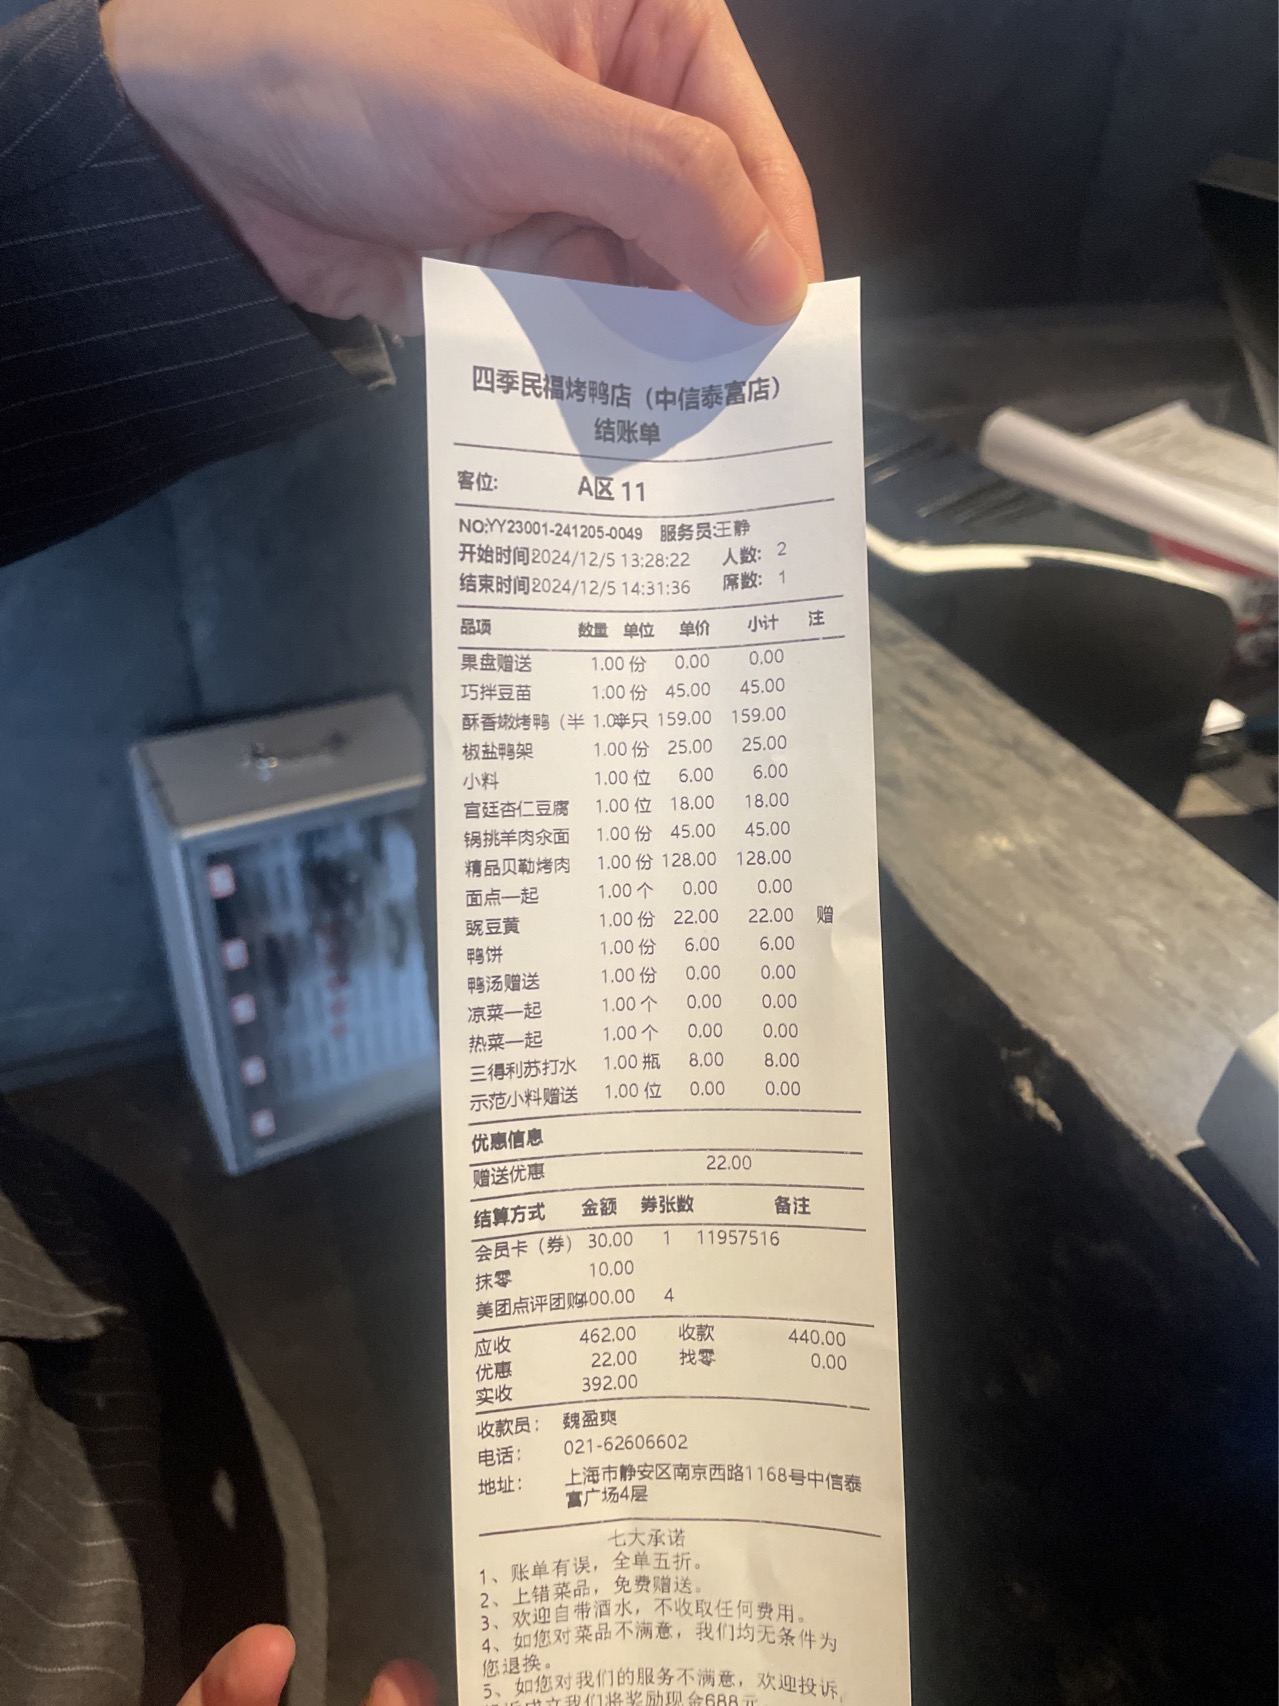 四季民福烤鸭店（中信泰富店）
结账单
客位: A区 11
NO:YY23001-241205-0049 服务员:王静
开始时间2024/12/5 13:28:22 人数: 2
结束时间2024/12/5 14:31:36 席数: 1
品项 数量 单位 单价 小计 注
果盘赠送 1.00 份 0.00 0.00
巧拌豆苗 1.00 份 45.00 45.00
酥香嫩烤鸭（半 1.00半只 159.00 159.00
椒盐鸭架 1.00 份 25.00 25.00
小料 1.00 位 6.00 6.00
宫廷杏仁豆腐 1.00 位 18.00 18.00
锅挑羊肉汆面 1.00 份 45.00 45.00
精品贝勒烤肉 1.00 份 128.00 128.00
面点一起 1.00 个 0.00 0.00
豌豆黄 1.00 份 22.00 22.00 赠
鸭饼 1.00 份 6.00 6.00
鸭汤赠送 1.00 份 0.00 0.00
凉菜一起 1.00 个 0.00 0.00
热菜一起 1.00 个 0.00 0.00
三得利苏打水 1.00 瓶 8.00 8.00
示范小料赠送 1.00 位 0.00 0.00
优惠信息
赠送优惠 22.00
结算方式 金额 券张数 备注
会员卡（券） 30.00 1 11957516
抹零 10.00
美团点评团购400.00 4
应收 462.00 收款 440.00
优惠 22.00 找零 0.00
实收 392.00
收款员: 魏盈爽
电话: 021-62606602
地址: 上海市静安区南京西路1168号中信泰
富广场4层
七大承诺
1、账单有误，全单五折。
2、上错菜品，免费赠送。
3、欢迎自带酒水，不收取任何费用。
4、如您对菜品不满意，我们均无条件为
您退换。
5、如您对我们的服务不满意，欢迎投诉，
成立我们将奖励现金688元